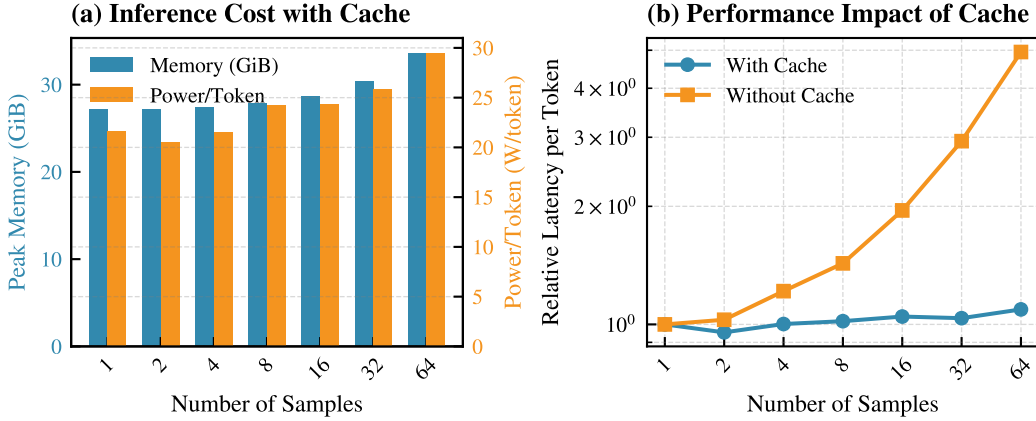 (a) Inference Cost with Cache
Peak Memory (GiB)
30
20
10
0
Memory (GiB)
Power/Token
30
25
20
15
10
5
0
Power/Token (W/token)
1 2 4 8 16 32 64
Number of Samples
(b) Performance Impact of Cache
Relative Latency per Token
4 × 10⁰
3 × 10⁰
2 × 10⁰
10⁰
With Cache
Without Cache
1 2 4 8 16 32 64
Number of Samples